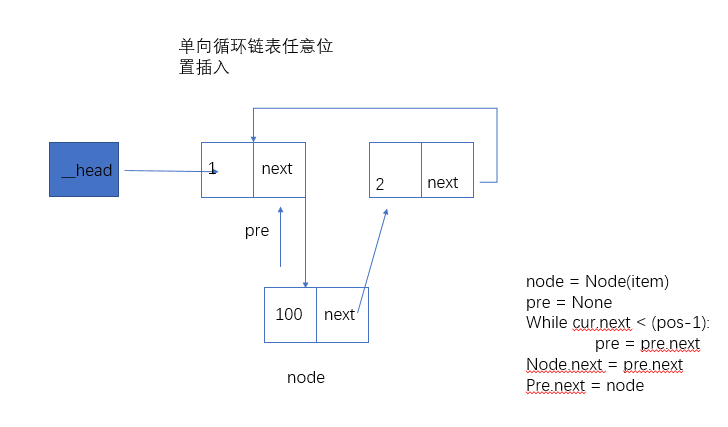 单向循环链表任意位
置插入
__head
1
next
2
next
pre
100
next
node
node = Node(item)
pre = None
While cur.next < (pos-1):
pre = pre.next
Node.next = pre.next
Pre.next = node